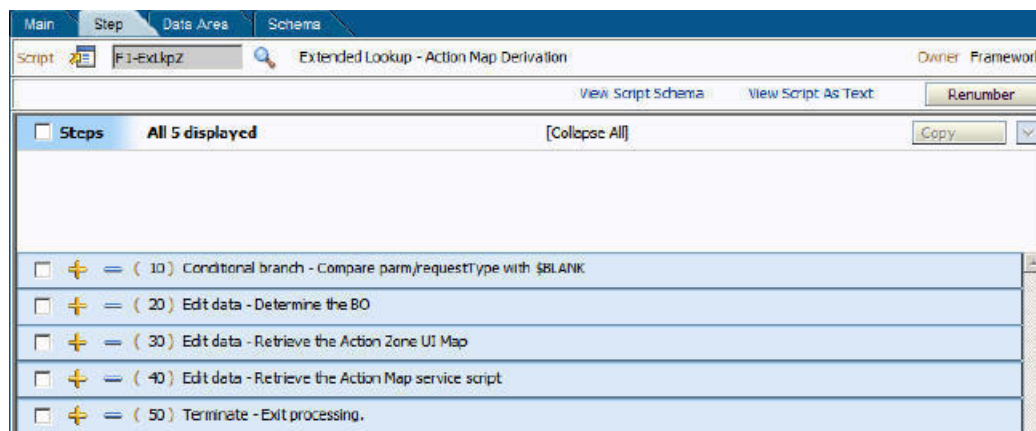 Main Step Data Area Schema
Script F1-ExLkpZ Extended Lookup - Action Map Derivation Owner Framework
View Script Schema View Script As Text Renumber
Steps All 5 displayed [Collapse All] Copy
( 10 ) Conditional branch - Compare parm/requestType with $BLANK
( 20 ) Edit data - Determine the BO
( 30 ) Edit data - Retrieve the Action Zone UI Map
( 40 ) Edit data - Retrieve the Action Map service script
( 50 ) Terminate - Exit processing.